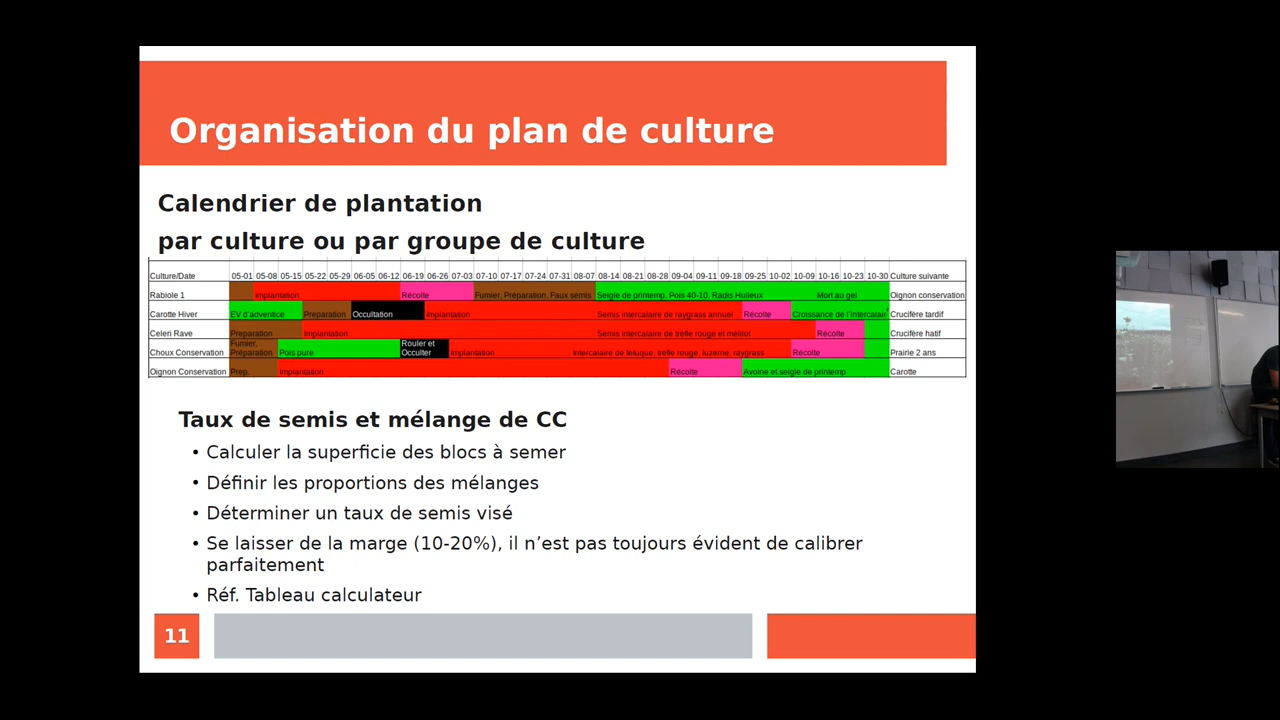 Organisation du plan de culture
Calendrier de plantation
par culture ou par groupe de culture
Culture/Date 05-01 05-08 05-15 05-22 05-29 06-05 06-12 06-19 06-26 07-03 07-10 07-17 07-24 07-31 08-07 08-14 08-21 08-28 09-04 09-11 09-18 09-25 10-02 10-09 10-16 10-23 10-30 Culture suivante
Rabiole 1 Implantation Récolte Fumier, Préparation, Faux semis Seigle de printemp, Pois 40-10, Radis Huileux Mort au gel Oignon conservation
Carotte Hiver EV d'adventice Preparation Occultation Implantation Semis intercalaire de raygrass annuel Récolte Croissance de l'intercalair Crucifère tardif
Celeri Rave Preparation Implantation Semis intercalaire de trèfle rouge et mélilot Récolte Crucifère hatif
Choux Conservation Fumier, Préparation Pois pure Rouler et Occulter Implantation Intercalaire de fetuque, trèfle rouge, luzerne, raygrass Récolte Prairie 2 ans
Oignon Conservation Prep. Implantation Récolte Avoine et seigle de printemp Carotte
Taux de semis et mélange de CC
• Calculer la superficie des blocs à semer
• Définir les proportions des mélanges
• Déterminer un taux de semis visé
• Se laisser de la marge (10-20%), il n'est pas toujours évident de calibrer
parfaitement
• Réf. Tableau calculateur
11